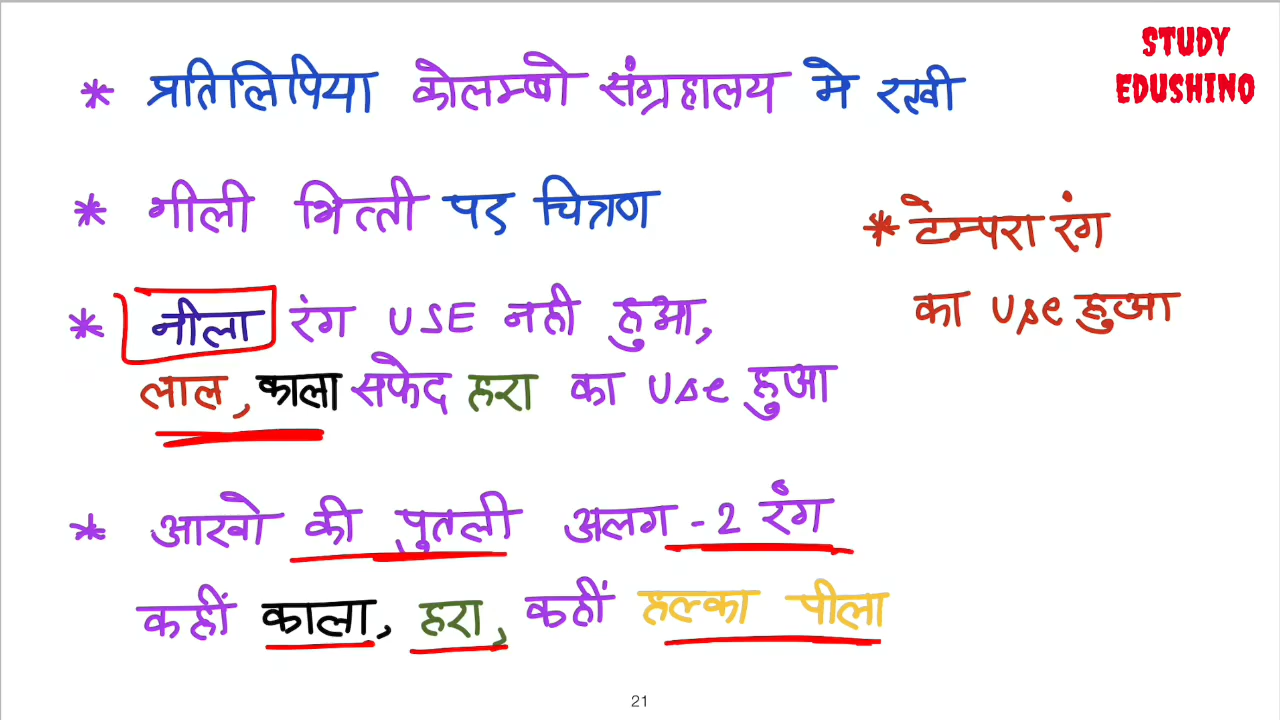 STUDY
EDUSHINO
* प्रतिलिपिया कोलम्बो संग्रहालय मे रखी
* गीली भित्ती पर चित्रण
* टेम्परा रंग
का use हुआ
* नीला रंग USE नही हुआ,
लाल, काला सफेद हरा का use हुआ
* आखो की पुतली अलग - 2 रंग
कहीं काला, हरा, कहीं हल्का पीला
21